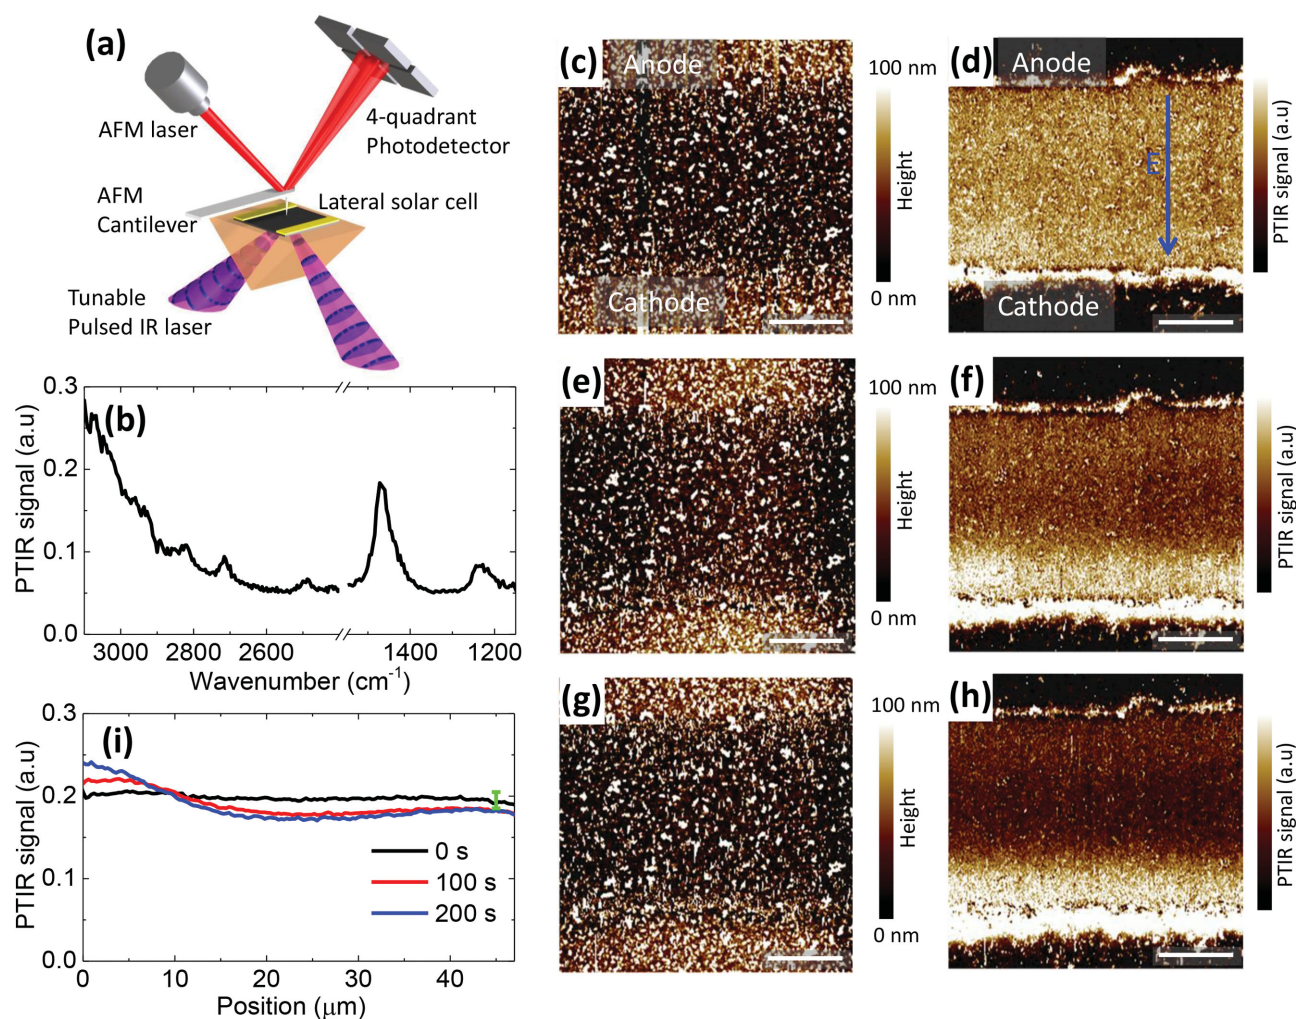 (a)
AFM laser
4-quadrant
Photodetector
AFM
Cantilever
Lateral solar cell
Tunable
Pulsed IR laser
(b)
PTIR signal (a.u)
0.3
0.2
0.1
0.0
3000 2800 2600 1400 1200
Wavenumber (cm⁻¹)
(i)
PTIR signal (a.u)
0.3
0.2
0.1
0.0
0 s
100 s
200 s
0 10 20 30 40
Position (μm)
(c)
Anode
Cathode
100 nm
Height
0 nm
(d)
Anode
E
Cathode
PTIR signal (a.u)
(e)
100 nm
Height
0 nm
(f)
PTIR signal (a.u)
(g)
100 nm
Height
0 nm
(h)
PTIR signal (a.u)